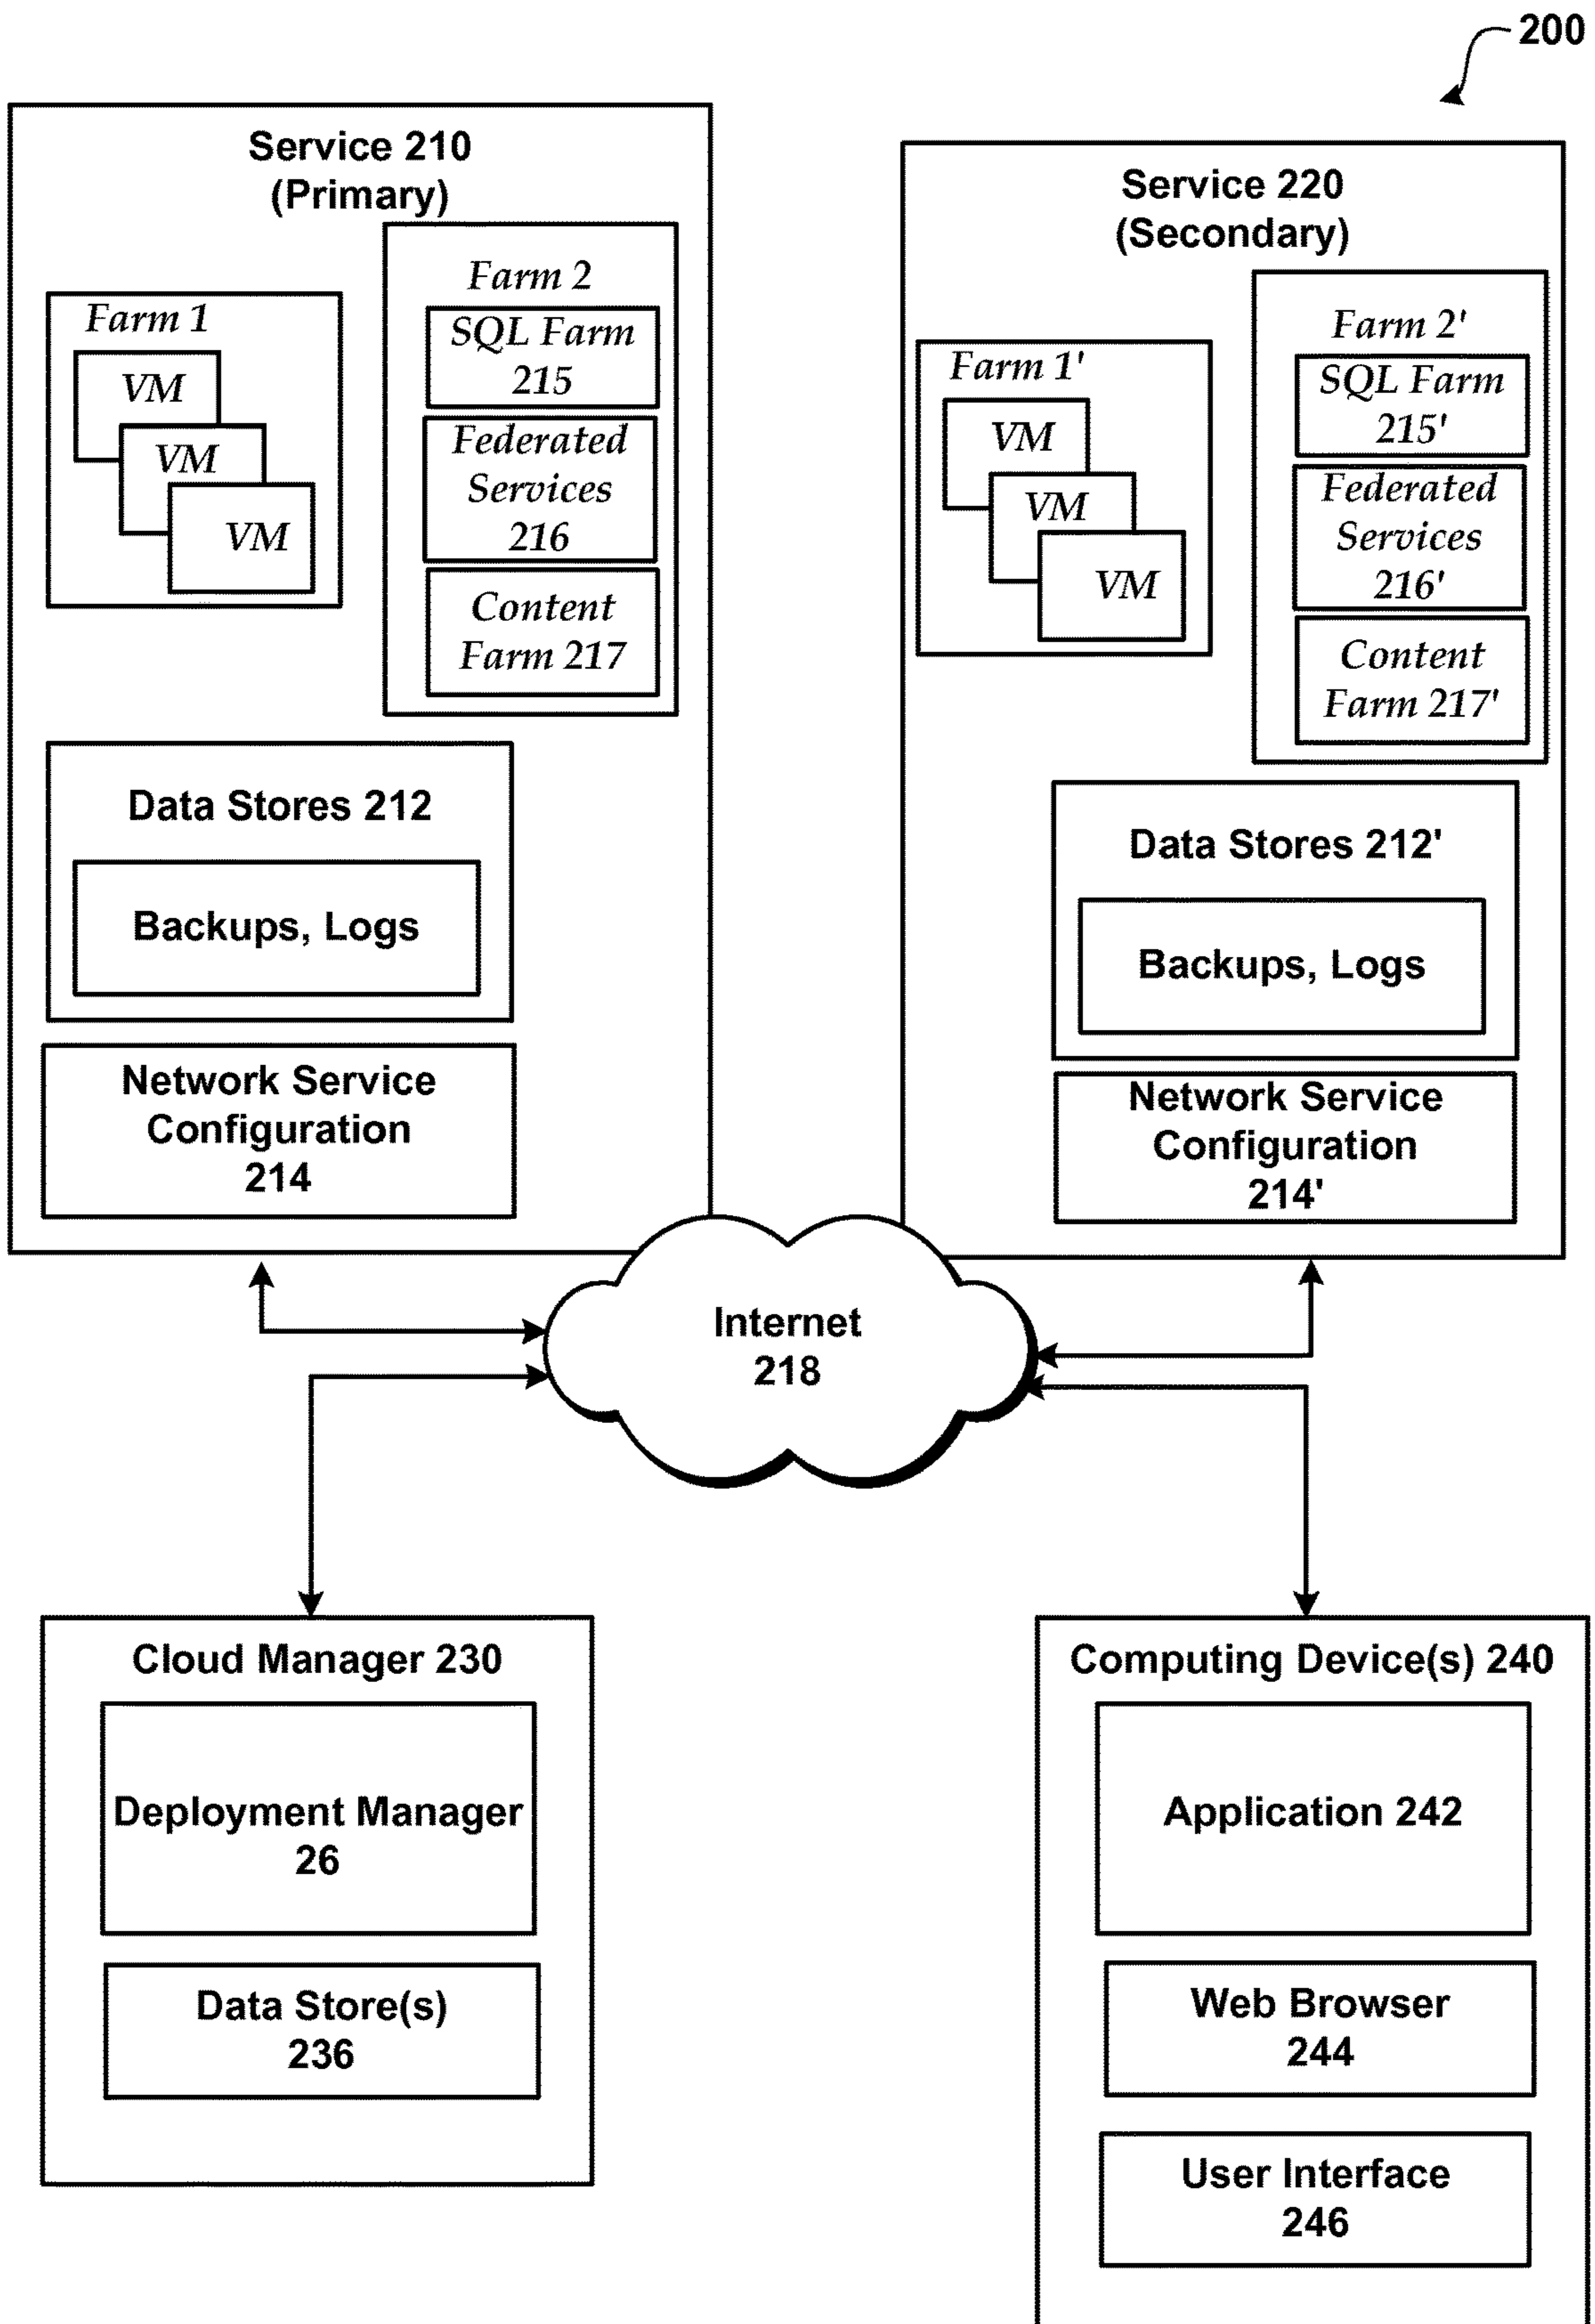 200
Service 210
(Primary)
Farm 1
VM
VM
VM
Farm 2
SQL Farm
215
Federated
Services
216
Content
Farm 217
Data Stores 212
Backups, Logs
Network Service
Configuration
214
Service 220
(Secondary)
Farm 1'
VM
VM
VM
Farm 2'
SQL Farm
215'
Federated
Services
216'
Content
Farm 217'
Data Stores 212'
Backups, Logs
Network Service
Configuration
214'
Internet
218
Cloud Manager 230
Deployment Manager
26
Data Store(s)
236
Computing Device(s) 240
Application 242
Web Browser
244
User Interface
246